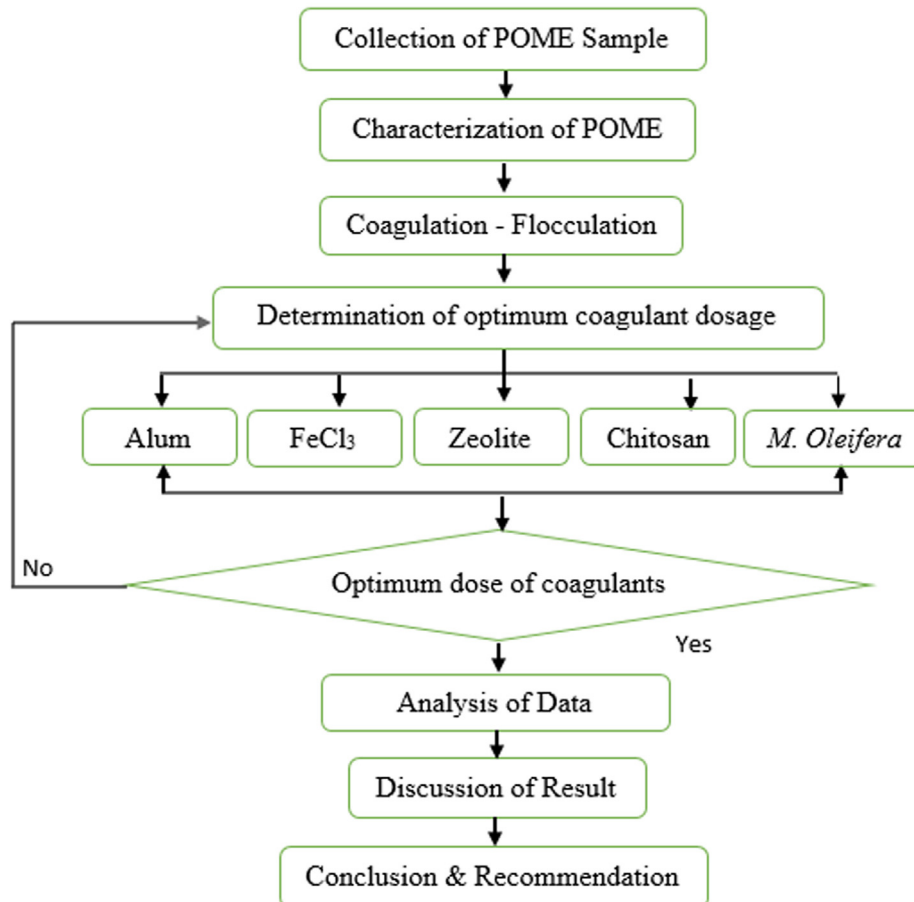 Collection of POME Sample
Characterization of POME
Coagulation - Flocculation
Determination of optimum coagulant dosage
Alum
FeCl₃
Zeolite
Chitosan
M. Oleifera
No
Optimum dose of coagulants
Yes
Analysis of Data
Discussion of Result
Conclusion & Recommendation